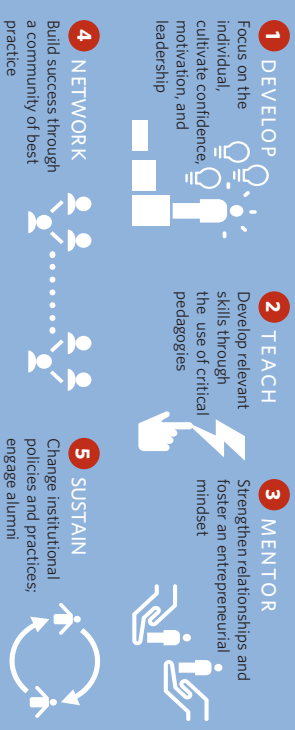 1 DEVELOP
Focus on the
individual,
cultivate confidence,
motivation, and
leadership
2 TEACH
Develop relevant
skills through
the use of critical
pedagogies
3 MENTOR
Strengthen relationships and
foster an entrepreneurial
mindset
4 NETWORK
Build success through
a community of best
practice
5 SUSTAIN
Change institutional
policies and practices;
engage alumni